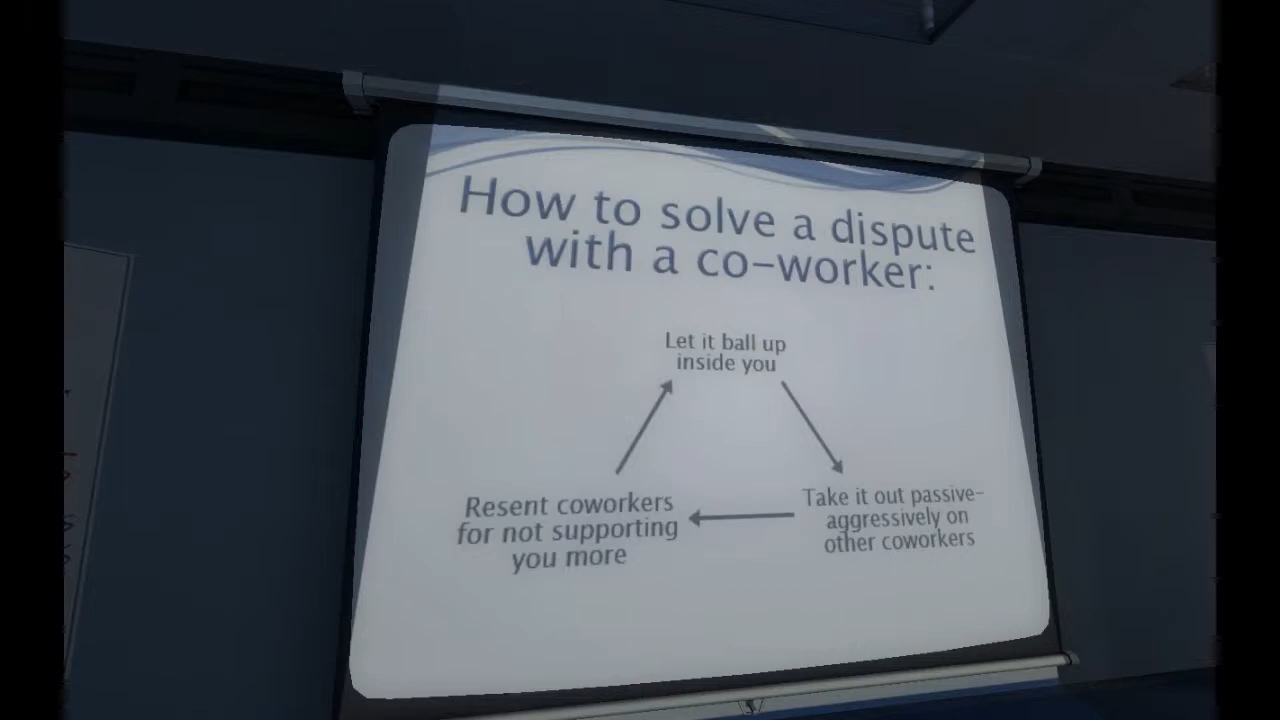 How to solve a dispute
with a co-worker:
Let it ball up
inside you
Take it out passive-
aggressively on
other coworkers
Resent coworkers
for not supporting
you more